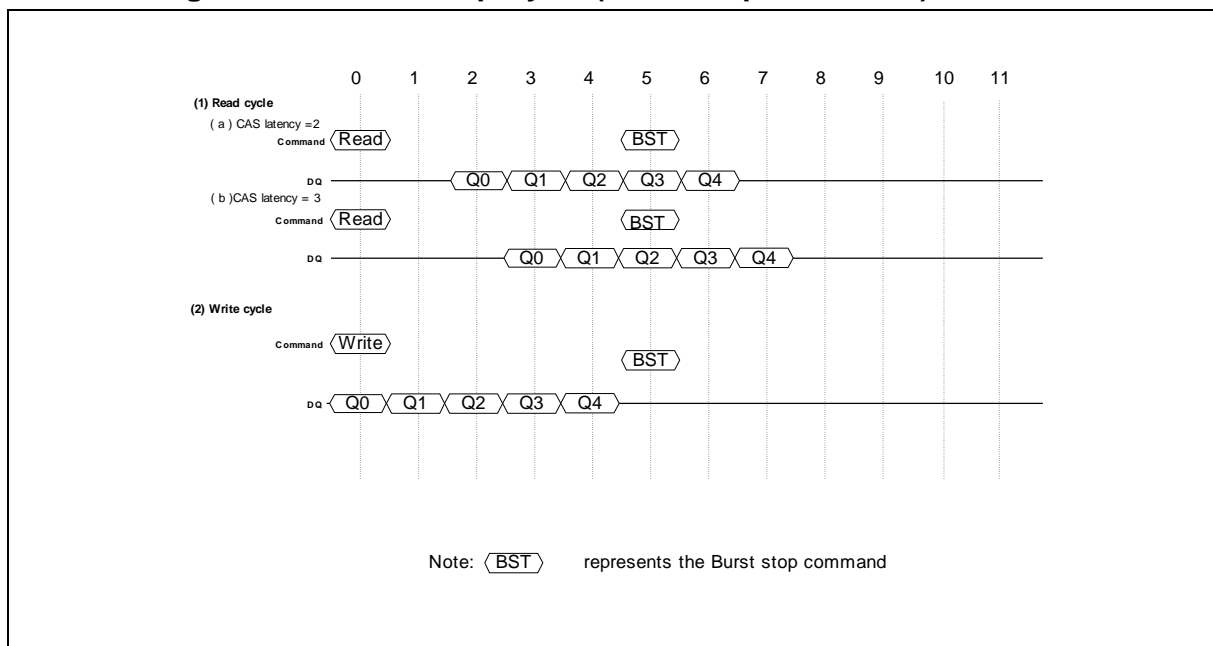 0 1 2 3 4 5 6 7 8 9 10 11
(1) Read cycle
( a ) CAS latency =2
Command Read BST
DQ Q0 Q1 Q2 Q3 Q4
( b )CAS latency = 3
Command Read BST
DQ Q0 Q1 Q2 Q3 Q4
(2) Write cycle
Command Write BST
DQ Q0 Q1 Q2 Q3 Q4
Note: BST represents the Burst stop command